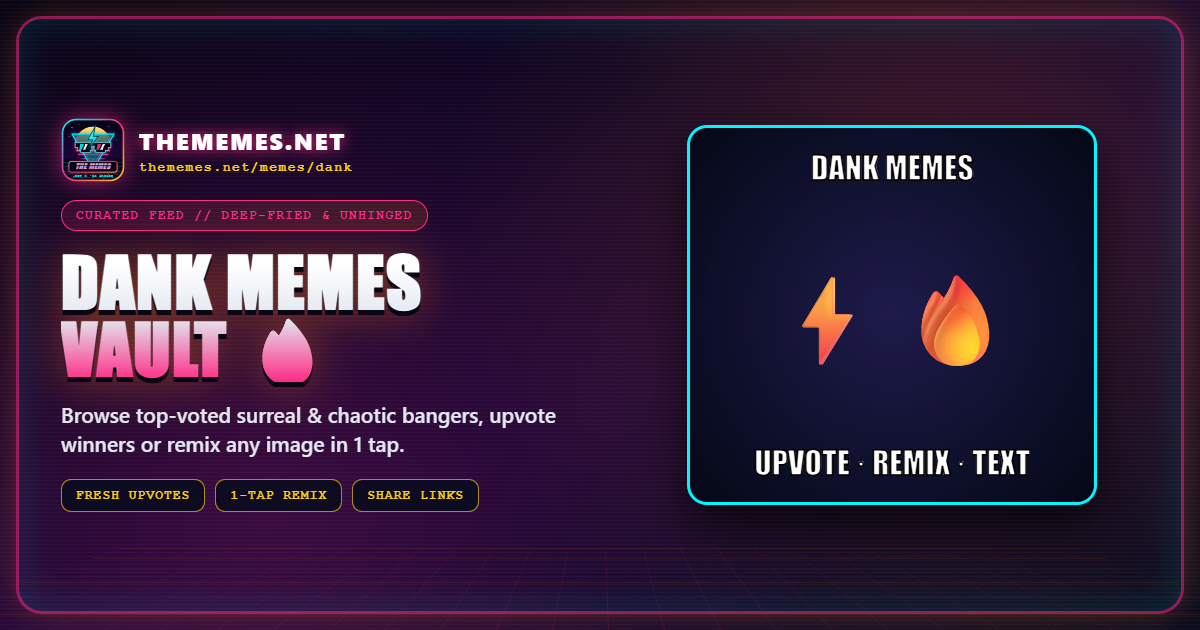 THEMEMES.NET
thememes.net/memes/dank
CURATED FEED // DEEP-FRIED & UNHINGED
DANK MEMES
VAULT
Browse top-voted surreal & chaotic bangers, upvote
winners or remix any image in 1 tap.
FRESH UPVOTES
1-TAP REMIX
SHARE LINKS
DANK MEMES
UPVOTE · REMIX · TEXT